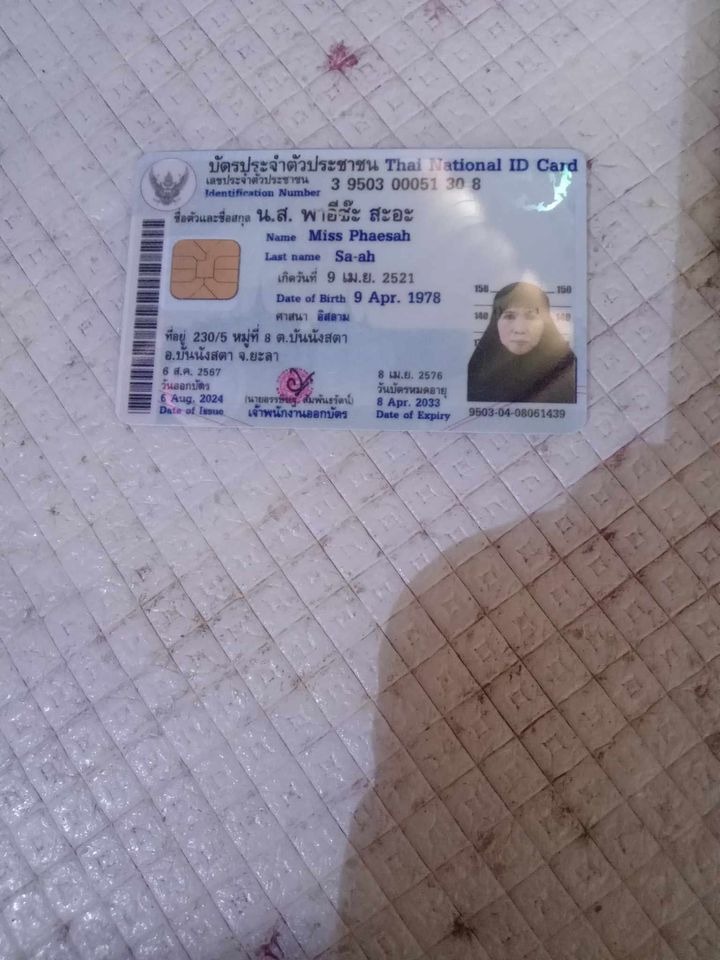 บัตรประจำตัวประชาชน Thai National ID Card
เลขประจำตัวประชาชน 3 9503 00051 30 8
Identification Number
ชื่อตัวและชื่อสกุล น.ส. พาอีซ๊ะ สะอะ
Name Miss Phaesah
Last name Sa-ah
เกิดวันที่ 9 เม.ย. 2521
Date of Birth 9 Apr. 1978
ศาสนา อิสลาม
ที่อยู่ 230/5 หมู่ที่ 8 ต.บันนังสตา
อ.บันนังสตา จ.ยะลา
6 ส.ค. 2567
วันออกบัตร
6 Aug. 2024
Date of Issue
เจ้าพนักงานออกบัตร
8 เม.ย. 2576
วันบัตรหมดอายุ
8 Apr. 2033
Date of Expiry
150 150
140 140
9503-04-08061439